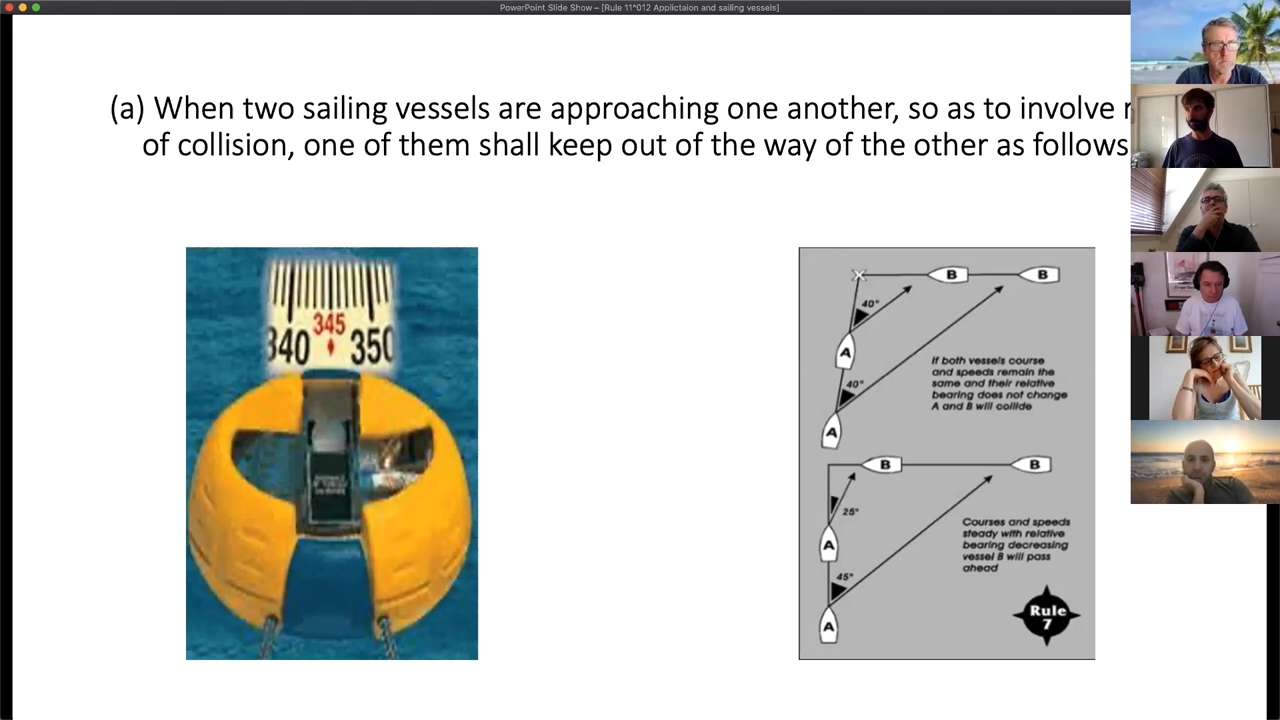 PowerPoint Slide Show – [Rule 11^012 Applictaion and sailing vessels]
(a) When two sailing vessels are approaching one another, so as to involve
of collision, one of them shall keep out of the way of the other as follows
345
340 350
X B B
40°
A
If both vessels course
and speeds remain the
same and their relative
bearing does not change
A and B will collide
40°
A
B B
25°
Courses and speeds
steady with relative
bearing decreasing
vessel B will pass
ahead
A
45°
Rule
7
A